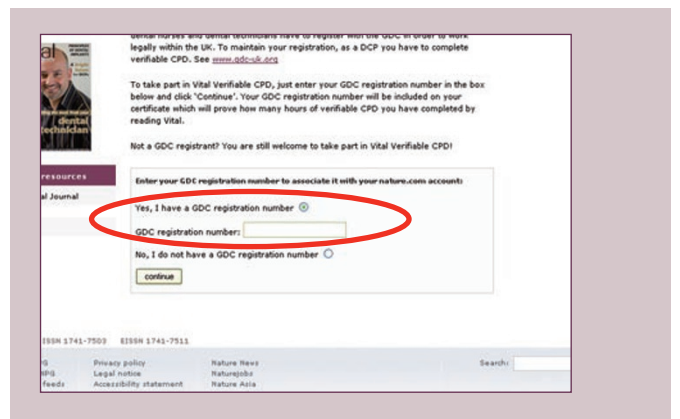 dental nurses and dental technicians have to register with the GDC in order to work
legally within the UK. To maintain your registration, as a DCP you have to complete
verifiable CPD. See www.gdc-uk.org
To take part in Vital Verifiable CPD, just enter your GDC registration number in the box
below and click 'Continue'. Your GDC registration number will be included on your
certificate which will prove how many hours of verifiable CPD you have completed by
reading Vital.
Not a GDC registrant? You are still welcome to take part in Vital Verifiable CPD!
al
dental
technician
resources
al Journal
Enter your GDC registration number to associate it with your nature.com account:
Yes, I have a GDC registration number
GDC registration number:
No, I do not have a GDC registration number
continue
ISSN 1741-7503 EISSN 1741-7511
Privacy policy
Legal notice
Accessibility statement
Nature News
Naturejobs
Nature Asia
Search:
NPG
feeds